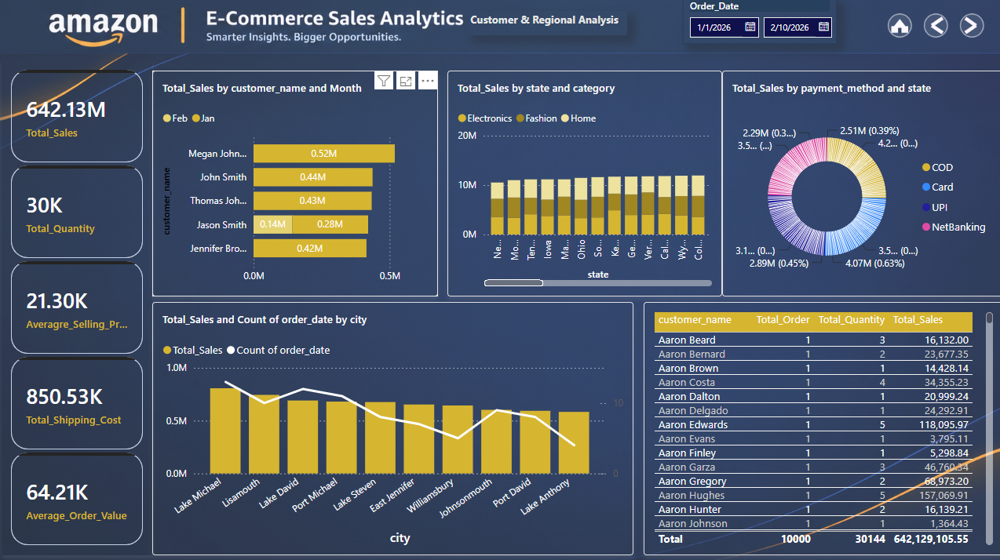 amazon
E-Commerce Sales Analytics
Smarter Insights. Bigger Opportunities.
Customer & Regional Analysis
Order_Date
1/1/2026
2/10/2026
642.13M
Total_Sales
30K
Total_Quantity
21.30K
Averagre_Selling_Pr...
850.53K
Total_Shipping_Cost
64.21K
Average_Order_Value
Total_Sales by customer_name and Month
Feb Jan
customer_name
Megan John... 0.52M
John Smith 0.44M
Thomas Joh... 0.43M
Jason Smith 0.14M 0.28M
Jennifer Bro... 0.42M
0.0M 0.5M
Total_Sales by state and category
Electronics Fashion Home
20M
10M
0M
Ne... Mo... Ten... Iowa Ma... Ohio So... Ke... Ge... Ver... Cal... Wy... Col...
state
Total_Sales by payment_method and state
2.29M (0.3...) 2.51M (0.39%)
3.5... (...) 4.2... (0...)
3.1... (0...) 3.5... (0...)
2.89M (0.45%) 4.07M (0.63%)
COD
Card
UPI
NetBanking
Total_Sales and Count of order_date by city
Total_Sales Count of order_date
1.0M
0.5M
0.0M
10
0
Lake Michael Lisamouth Lake David Port Michael Lake Steven East Jennifer Williamsbury Johnsonmouth Port David Lake Anthony
city
customer_name Total_Order Total_Quantity Total_Sales
Aaron Beard 1 3 16,132.00
Aaron Bernard 1 2 23,677.35
Aaron Brown 1 1 14,428.14
Aaron Costa 1 4 34,355.23
Aaron Dalton 1 1 20,999.24
Aaron Delgado 1 2 24,292.91
Aaron Edwards 1 5 118,095.97
Aaron Evans 1 1 3,795.11
Aaron Finley 1 1 5,298.84
Aaron Garza 1 3 46,760.34
Aaron Gregory 1 2 68,973.20
Aaron Hughes 1 5 157,069.91
Aaron Hunter 1 2 16,139.21
Aaron Johnson 1 1 1,364.43
Total 10000 30144 642,129,105.55